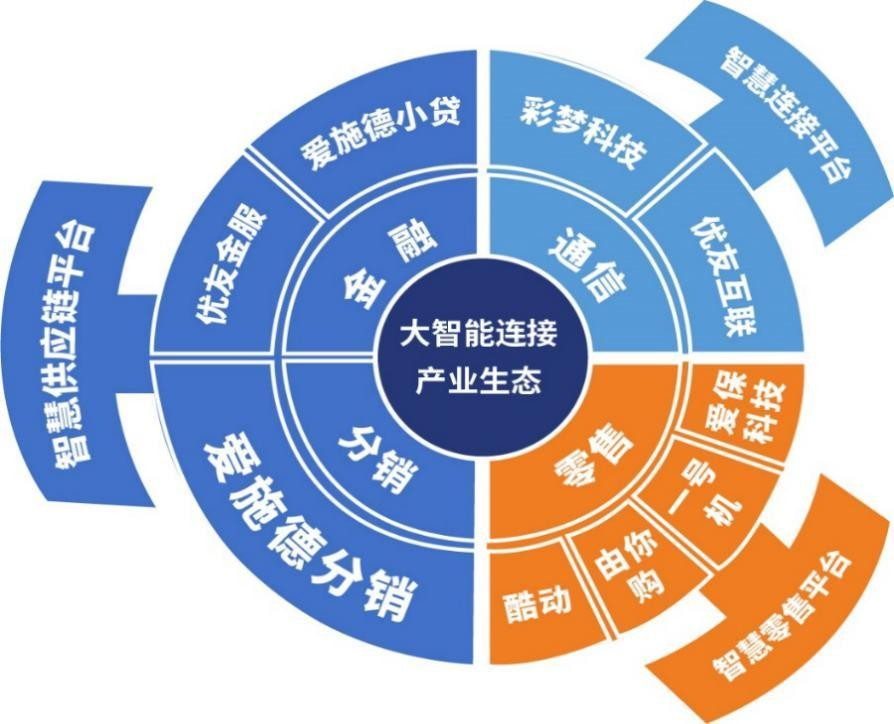 大智能连接
产业生态
金融
通信
分销
零售
爱施德小贷
优友金服
彩梦科技
优友互联
爱施德分销
爱保
科技
一号
机
由你
购
酷动
智慧供应链平台
智慧连接平台
智慧零售平台